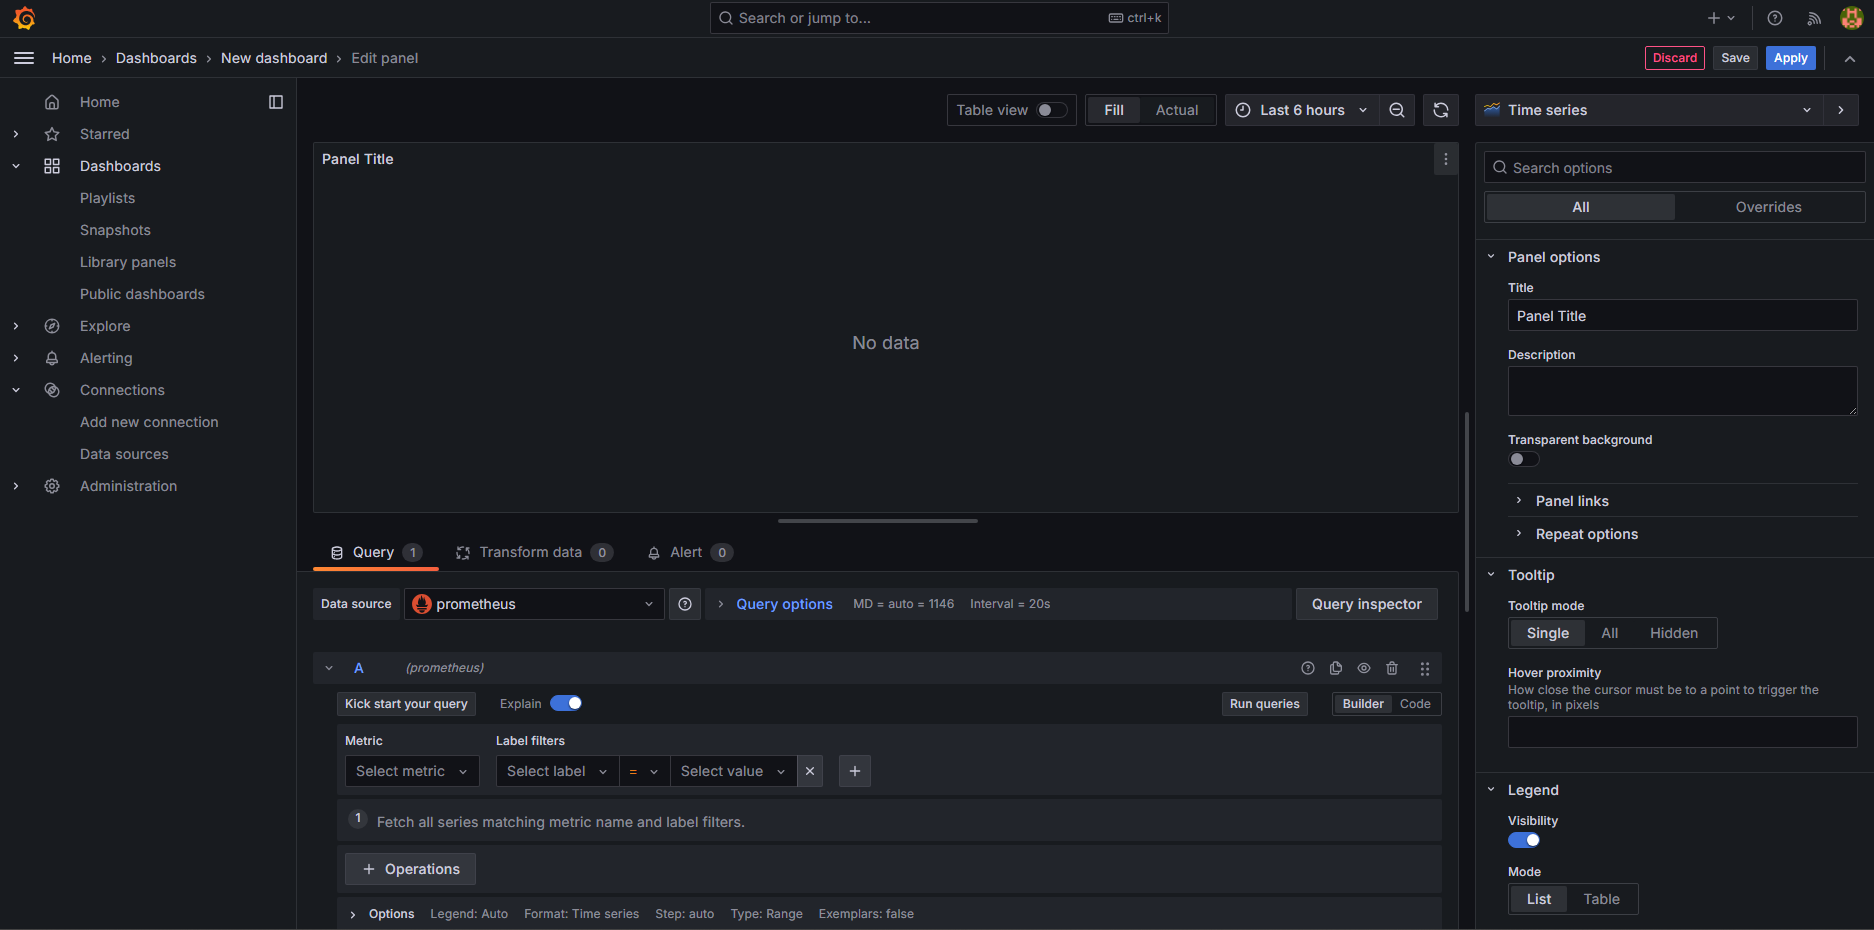 Search or jump to...
ctrl+k
Home
Dashboards
New dashboard
Edit panel
Discard
Save
Apply
Home
Starred
Dashboards
Playlists
Snapshots
Library panels
Public dashboards
Explore
Alerting
Connections
Add new connection
Data sources
Administration
Table view
Fill
Actual
Last 6 hours
Panel Title
No data
Query 1
Transform data 0
Alert 0
Data source
prometheus
Query options
MD = auto = 1146
Interval = 20s
Query inspector
A
(prometheus)
Kick start your query
Explain
Run queries
Builder
Code
Metric
Label filters
Select metric
Select label
=
Select value
1
Fetch all series matching metric name and label filters.
+ Operations
Options
Legend: Auto
Format: Time series
Step: auto
Type: Range
Exemplars: false
Time series
Search options
All
Overrides
Panel options
Title
Panel Title
Description
Transparent background
Panel links
Repeat options
Tooltip
Tooltip mode
Single
All
Hidden
Hover proximity
How close the cursor must be to a point to trigger the
tooltip, in pixels
Legend
Visibility
Mode
List
Table